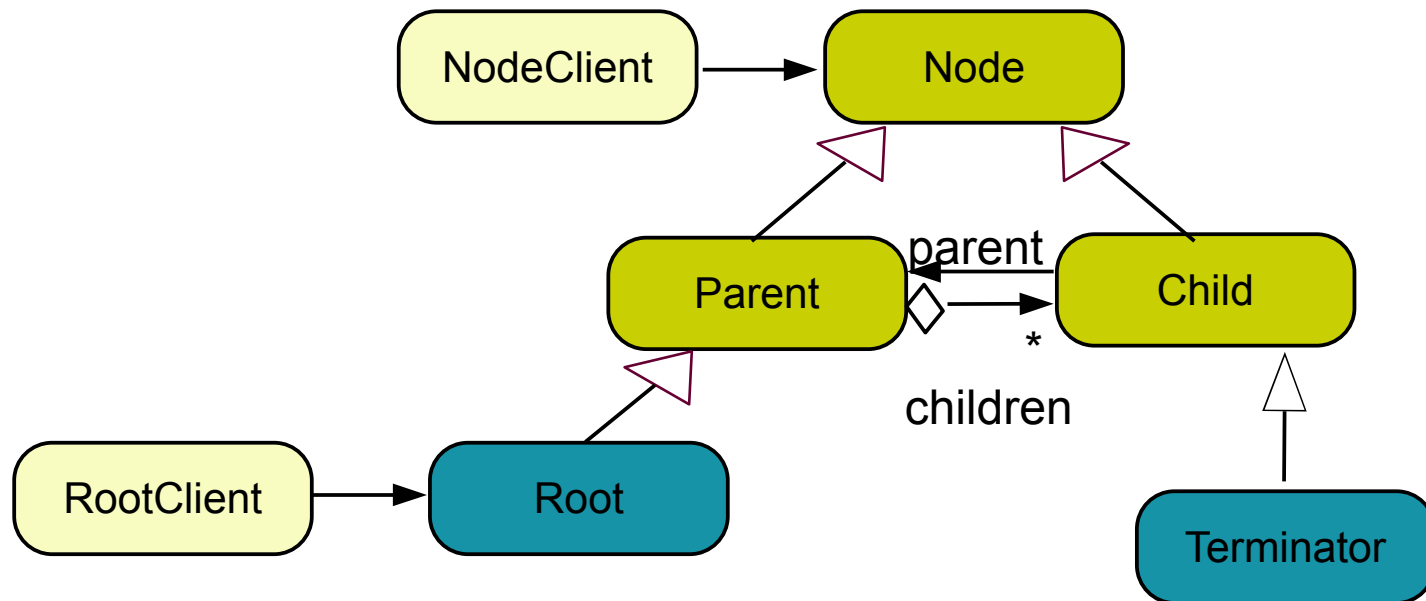 NodeClient
Node
parent
Parent
Child
*
children
RootClient
Root
Terminator